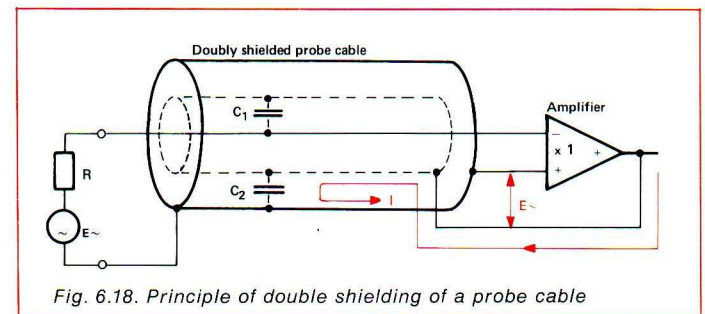 Doubly shielded probe cable
Amplifier
C1
−
x 1
+
+
R
C2
I
E~
~
E~
Fig. 6.18. Principle of double shielding of a probe cable